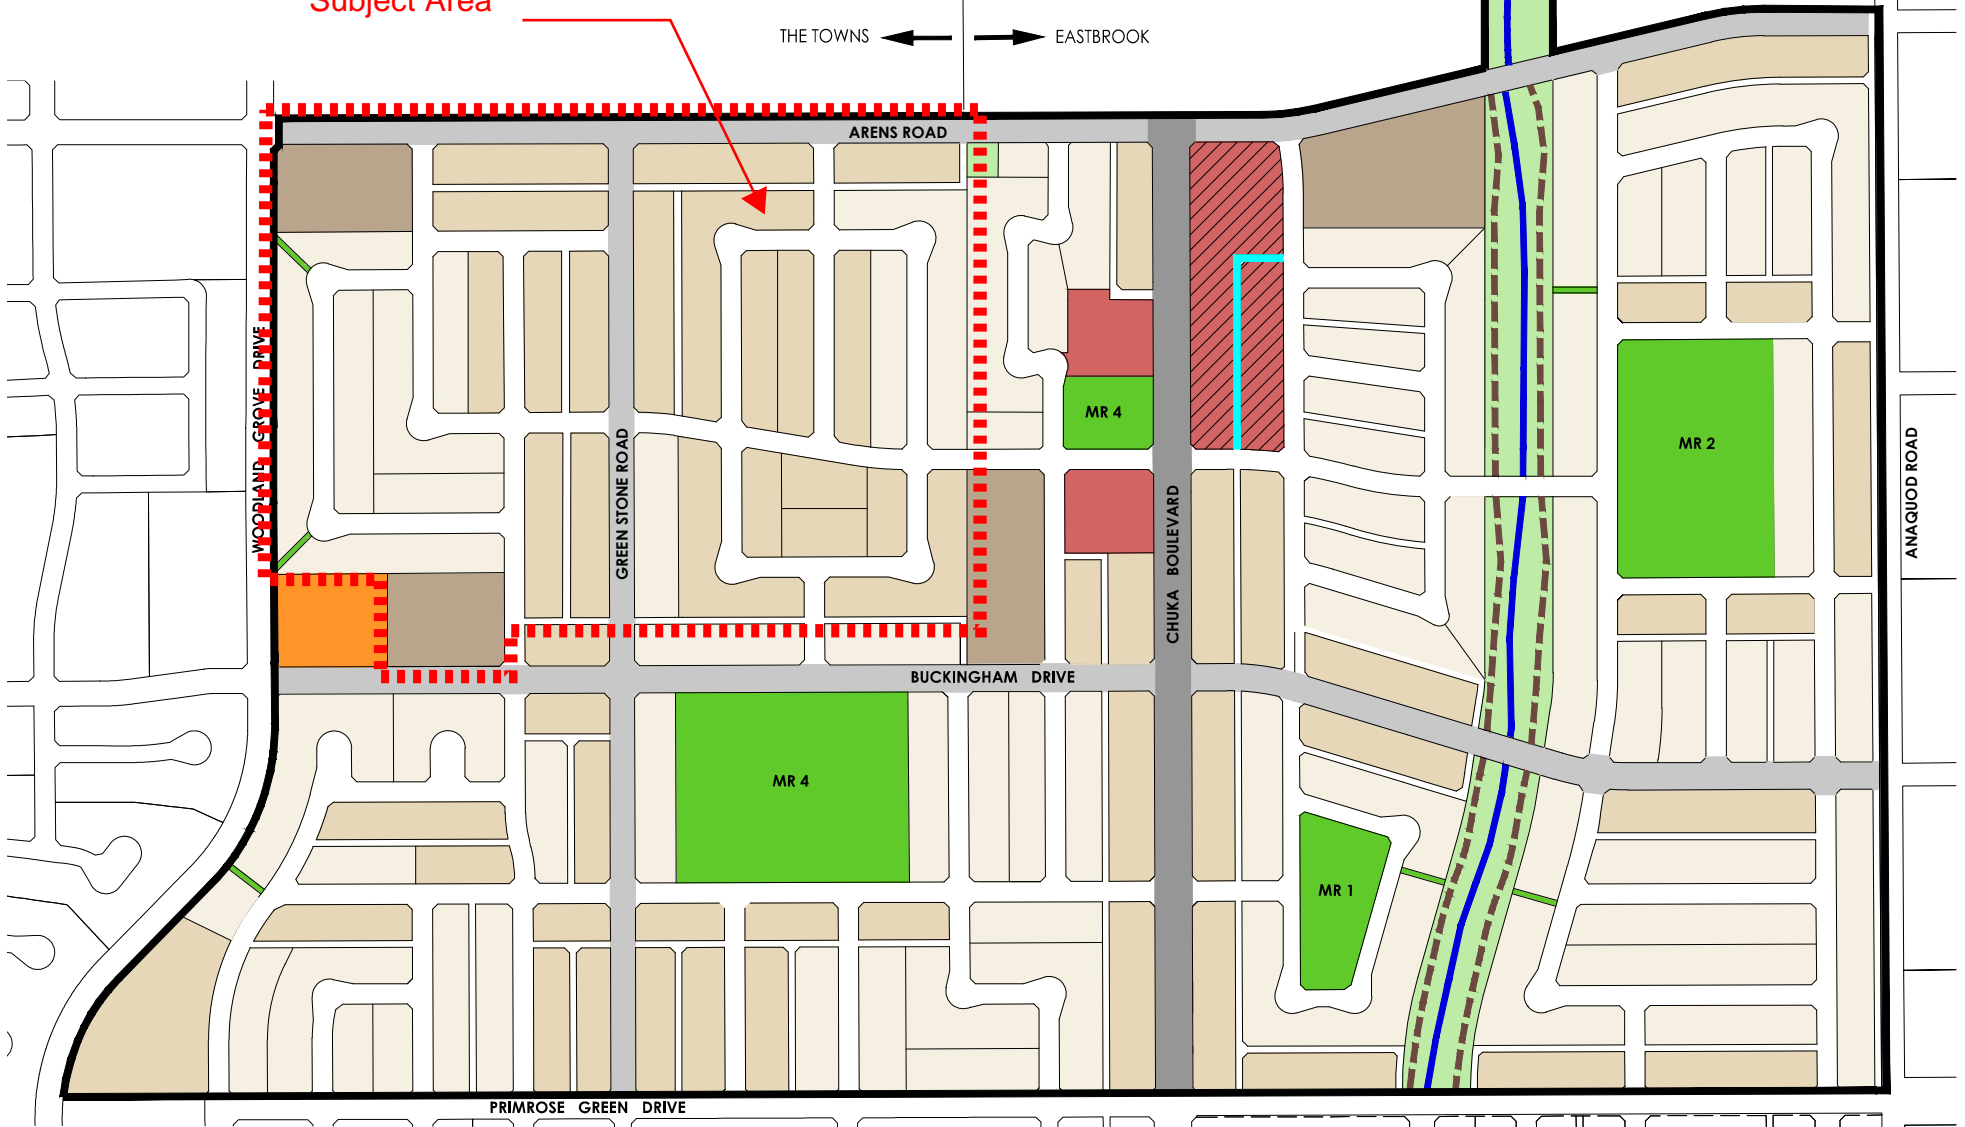 Subject Area
THE TOWNS
EASTBROOK
ARENS ROAD
WOODLAND GROVE DRIVE
GREEN STONE ROAD
CHUKA BOULEVARD
ANAQUOD ROAD
MR 4
MR 2
BUCKINGHAM DRIVE
MR 4
MR 1
PRIMROSE GREEN DRIVE